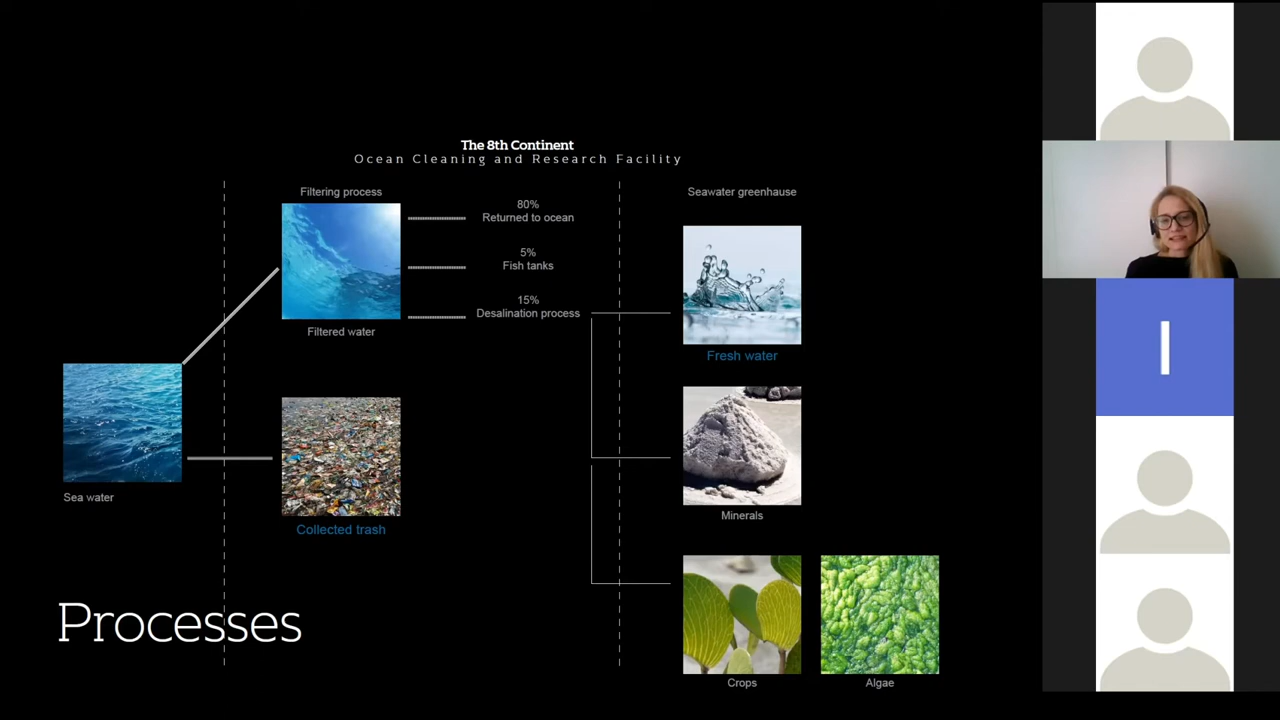 The 8th Continent
Ocean Cleaning and Research Facility
Filtering process
80%
Returned to ocean
5%
Fish tanks
15%
Desalination process
Filtered water
Seawater greenhause
Fresh water
Sea water
Collected trash
Minerals
Processes
Crops
Algae
I